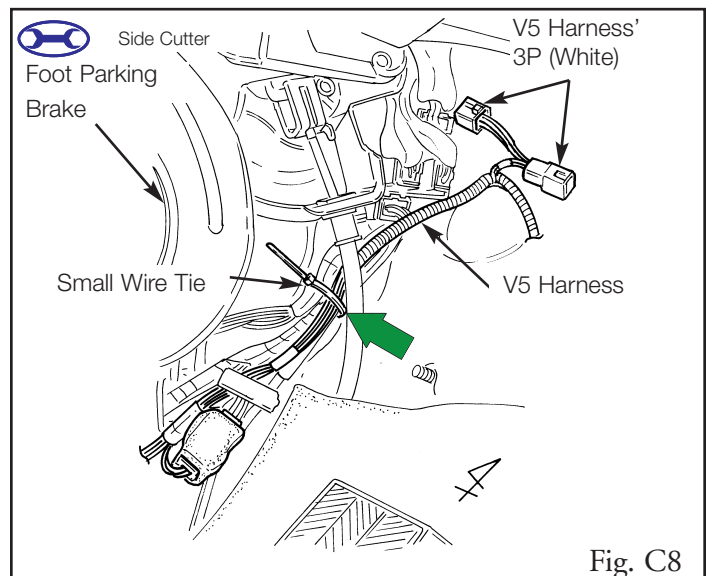 Side Cutter
Foot Parking
Brake
V5 Harness’
3P (White)
Small Wire Tie
V5 Harness
Fig. C8